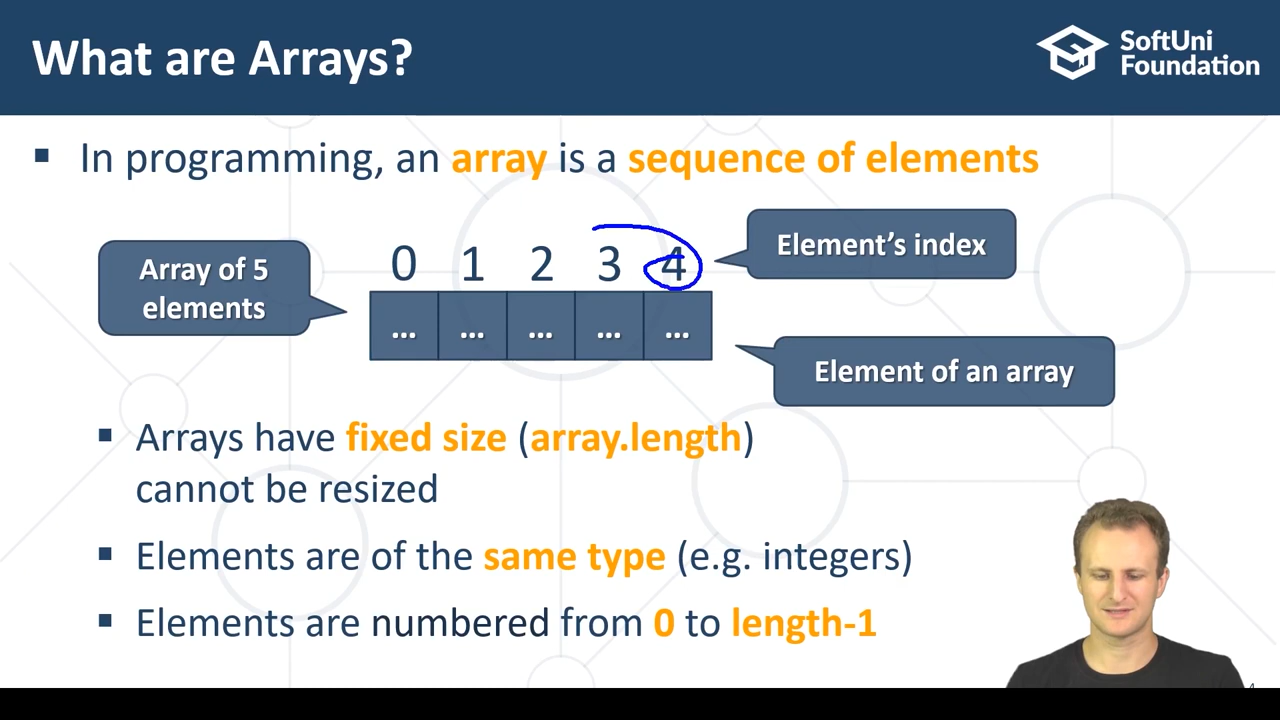 What are Arrays?
SoftUni
Foundation
▪ In programming, an array is a sequence of elements
Array of 5
elements
0 1 2 3 4
... ... ... ... ...
Element’s index
Element of an array
▪ Arrays have fixed size (array.length)
cannot be resized
▪ Elements are of the same type (e.g. integers)
▪ Elements are numbered from 0 to length-1